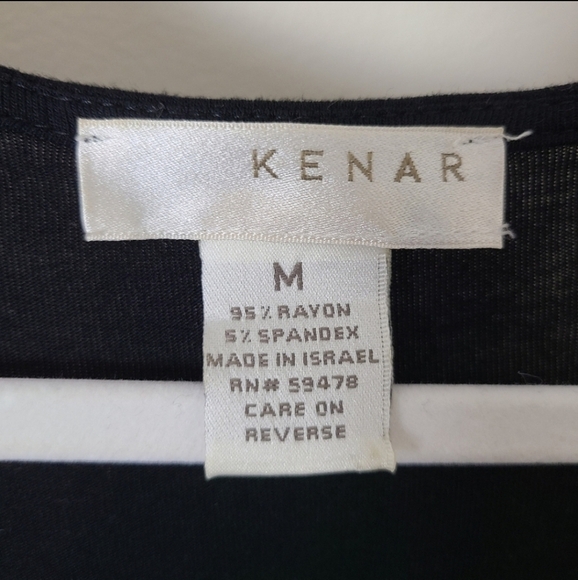 KENAR
M
95% RAYON
5% SPANDEX
MADE IN ISRAEL
RN# 59478
CARE ON
REVERSE